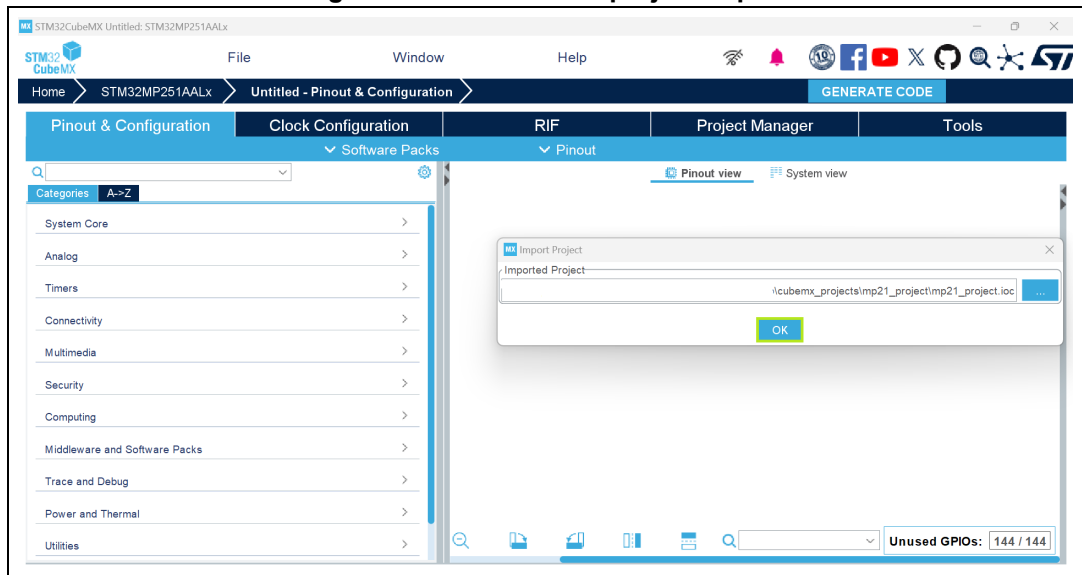 MX STM32CubeMX Untitled: STM32MP251AALx
STM32 CubeMX
File Window Help
Home STM32MP251AALx Untitled - Pinout & Configuration GENERATE CODE
Pinout & Configuration Clock Configuration RIF Project Manager Tools
Software Packs Pinout
Pinout view System view
Categories A->Z
System Core
Analog
Timers
Connectivity
Multimedia
Security
Computing
Middleware and Software Packs
Trace and Debug
Power and Thermal
Utilities
MX Import Project
Imported Project
\cubemx_projects\mp21_project\mp21_project.ioc ...
OK
Unused GPIOs: 144 / 144